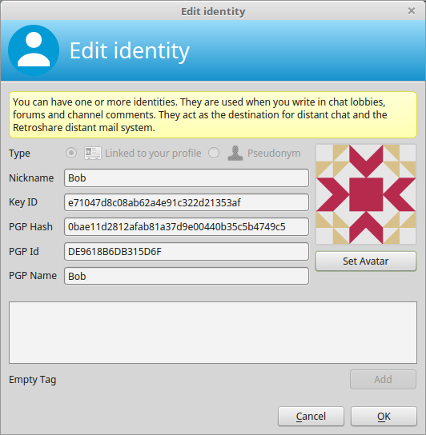 Edit identity
Edit identity
You can have one or more identities. They are used when you write in chat lobbies,
forums and channel comments. They act as the destination for distant chat and the
Retroshare distant mail system.
Type Linked to your profile Pseudonym
Nickname Bob
Key ID e71047d8c08ab62a4e91c322d21353af
PGP Hash 0bae11d2812afab81a37d9e00440b35c5b4749c5
PGP Id DE9618B6DB315D6F
Set Avatar
PGP Name Bob
Empty Tag Add
Cancel OK